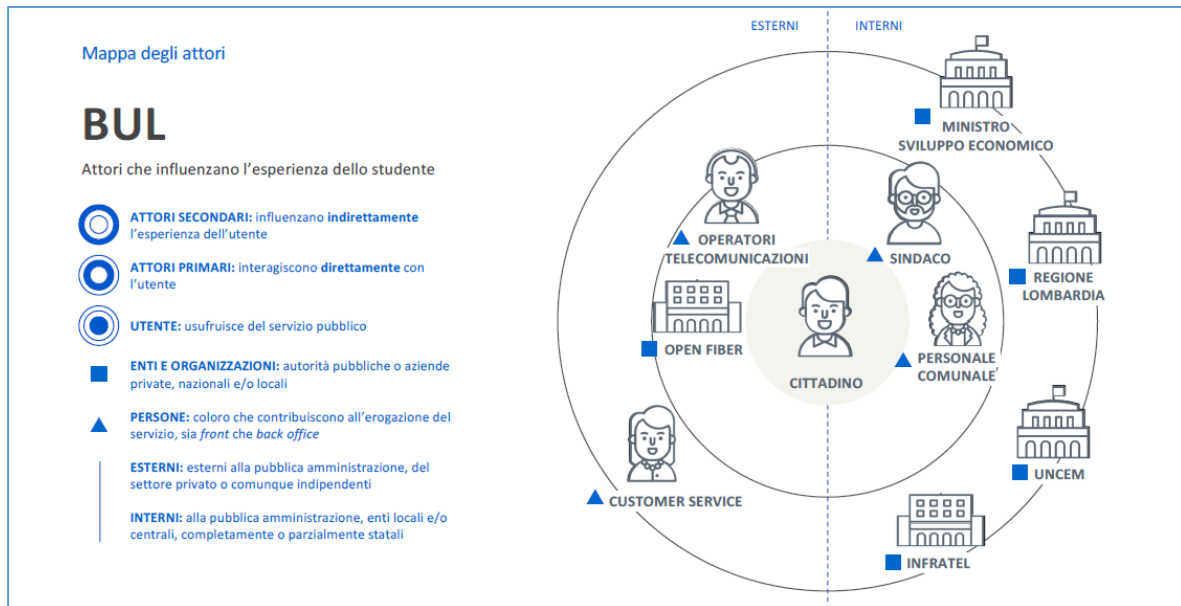 Mappa degli attori
BUL
Attori che influenzano l'esperienza dello studente
ATTORI SECONDARI: influenzano indirettamente
l'esperienza dell'utente
ATTORI PRIMARI: interagiscono direttamente con
l'utente
UTENTE: usufruisce del servizio pubblico
ENTI E ORGANIZZAZIONI: autorità pubbliche o aziende
private, nazionali e/o locali
PERSONE: coloro che contribuiscono all'erogazione del
servizio, sia front che back office
ESTERNI: esterni alla pubblica amministrazione, del
settore privato o comunque indipendenti
INTERNI: alla pubblica amministrazione, enti locali e/o
centrali, completamente o parzialmente statali
ESTERNI
INTERNI
MINISTRO
SVILUPPO ECONOMICO
OPERATORI
TELECOMUNICAZIONI
SINDACO
REGIONE
LOMBARDIA
OPEN FIBER
PERSONALE
COMUNALE
CITTADINO
CUSTOMER SERVICE
UNCEM
INFRATEL